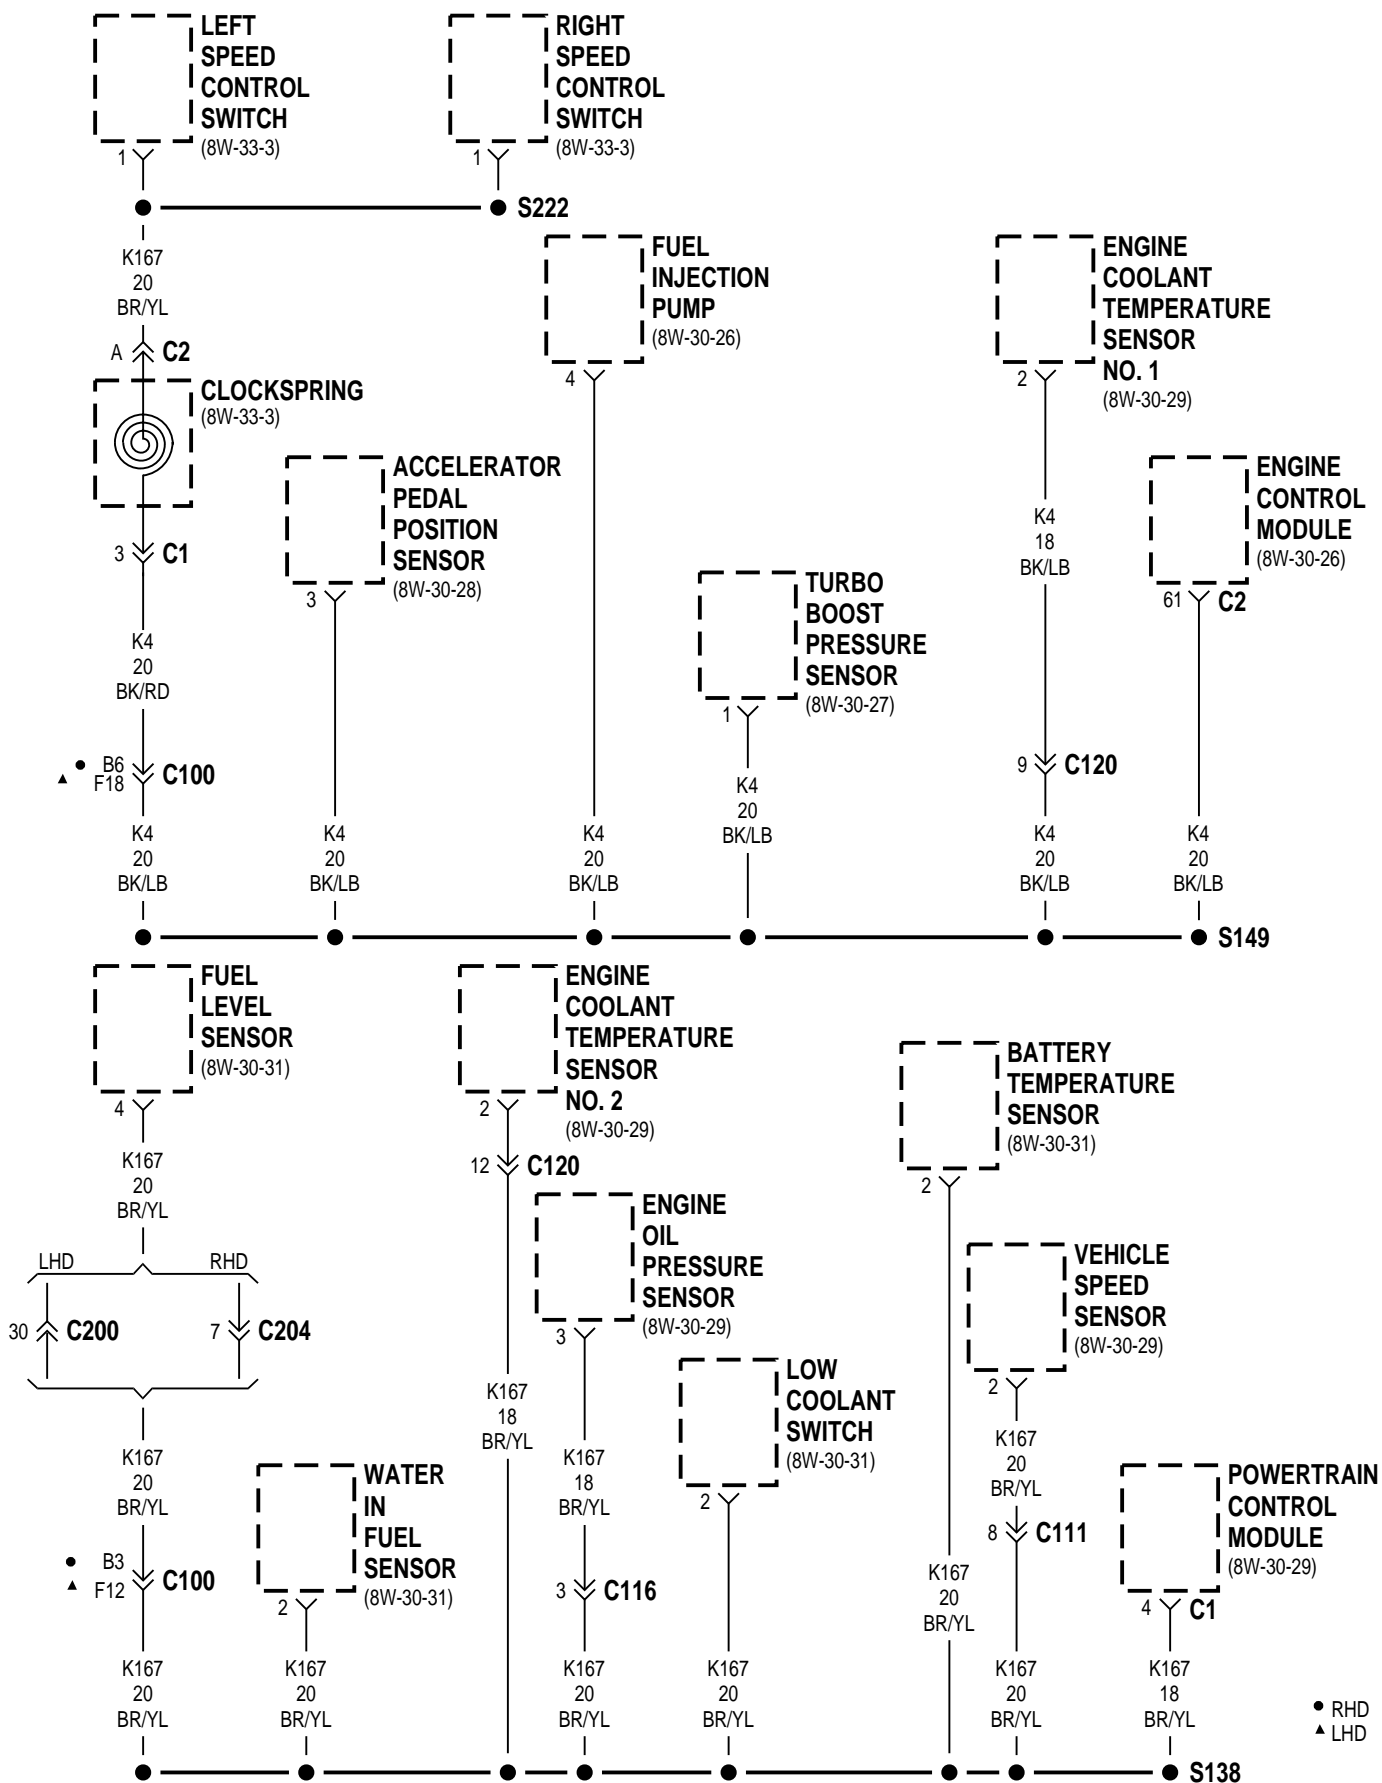 LEFT
SPEED
CONTROL
SWITCH
(8W-33-3)
1
RIGHT
SPEED
CONTROL
SWITCH
(8W-33-3)
1
S222
K167
20
BR/YL
A
C2
CLOCKSPRING
(8W-33-3)
3
C1
K4
20
BK/RD
B6
F18
C100
K4
20
BK/LB
ACCELERATOR
PEDAL
POSITION
SENSOR
(8W-30-28)
3
K4
20
BK/LB
FUEL
INJECTION
PUMP
(8W-30-26)
4
K4
20
BK/LB
TURBO
BOOST
PRESSURE
SENSOR
(8W-30-27)
1
K4
20
BK/LB
ENGINE
COOLANT
TEMPERATURE
SENSOR
NO. 1
(8W-30-29)
2
K4
18
BK/LB
9
C120
K4
20
BK/LB
ENGINE
CONTROL
MODULE
(8W-30-26)
61
C2
K4
20
BK/LB
S149
FUEL
LEVEL
SENSOR
(8W-30-31)
4
K167
20
BR/YL
LHD
RHD
30
C200
7
C204
K167
20
BR/YL
B3
F12
C100
K167
20
BR/YL
WATER
IN
FUEL
SENSOR
(8W-30-31)
2
K167
20
BR/YL
ENGINE
COOLANT
TEMPERATURE
SENSOR
NO. 2
(8W-30-29)
2
12
C120
K167
18
BR/YL
ENGINE
OIL
PRESSURE
SENSOR
(8W-30-29)
3
K167
18
BR/YL
3
C116
K167
20
BR/YL
LOW
COOLANT
SWITCH
(8W-30-31)
2
K167
20
BR/YL
BATTERY
TEMPERATURE
SENSOR
(8W-30-31)
2
K167
20
BR/YL
VEHICLE
SPEED
SENSOR
(8W-30-29)
2
K167
20
BR/YL
8
C111
K167
20
BR/YL
POWERTRAIN
CONTROL
MODULE
(8W-30-29)
4
C1
K167
18
BR/YL
S138
RHD
LHD